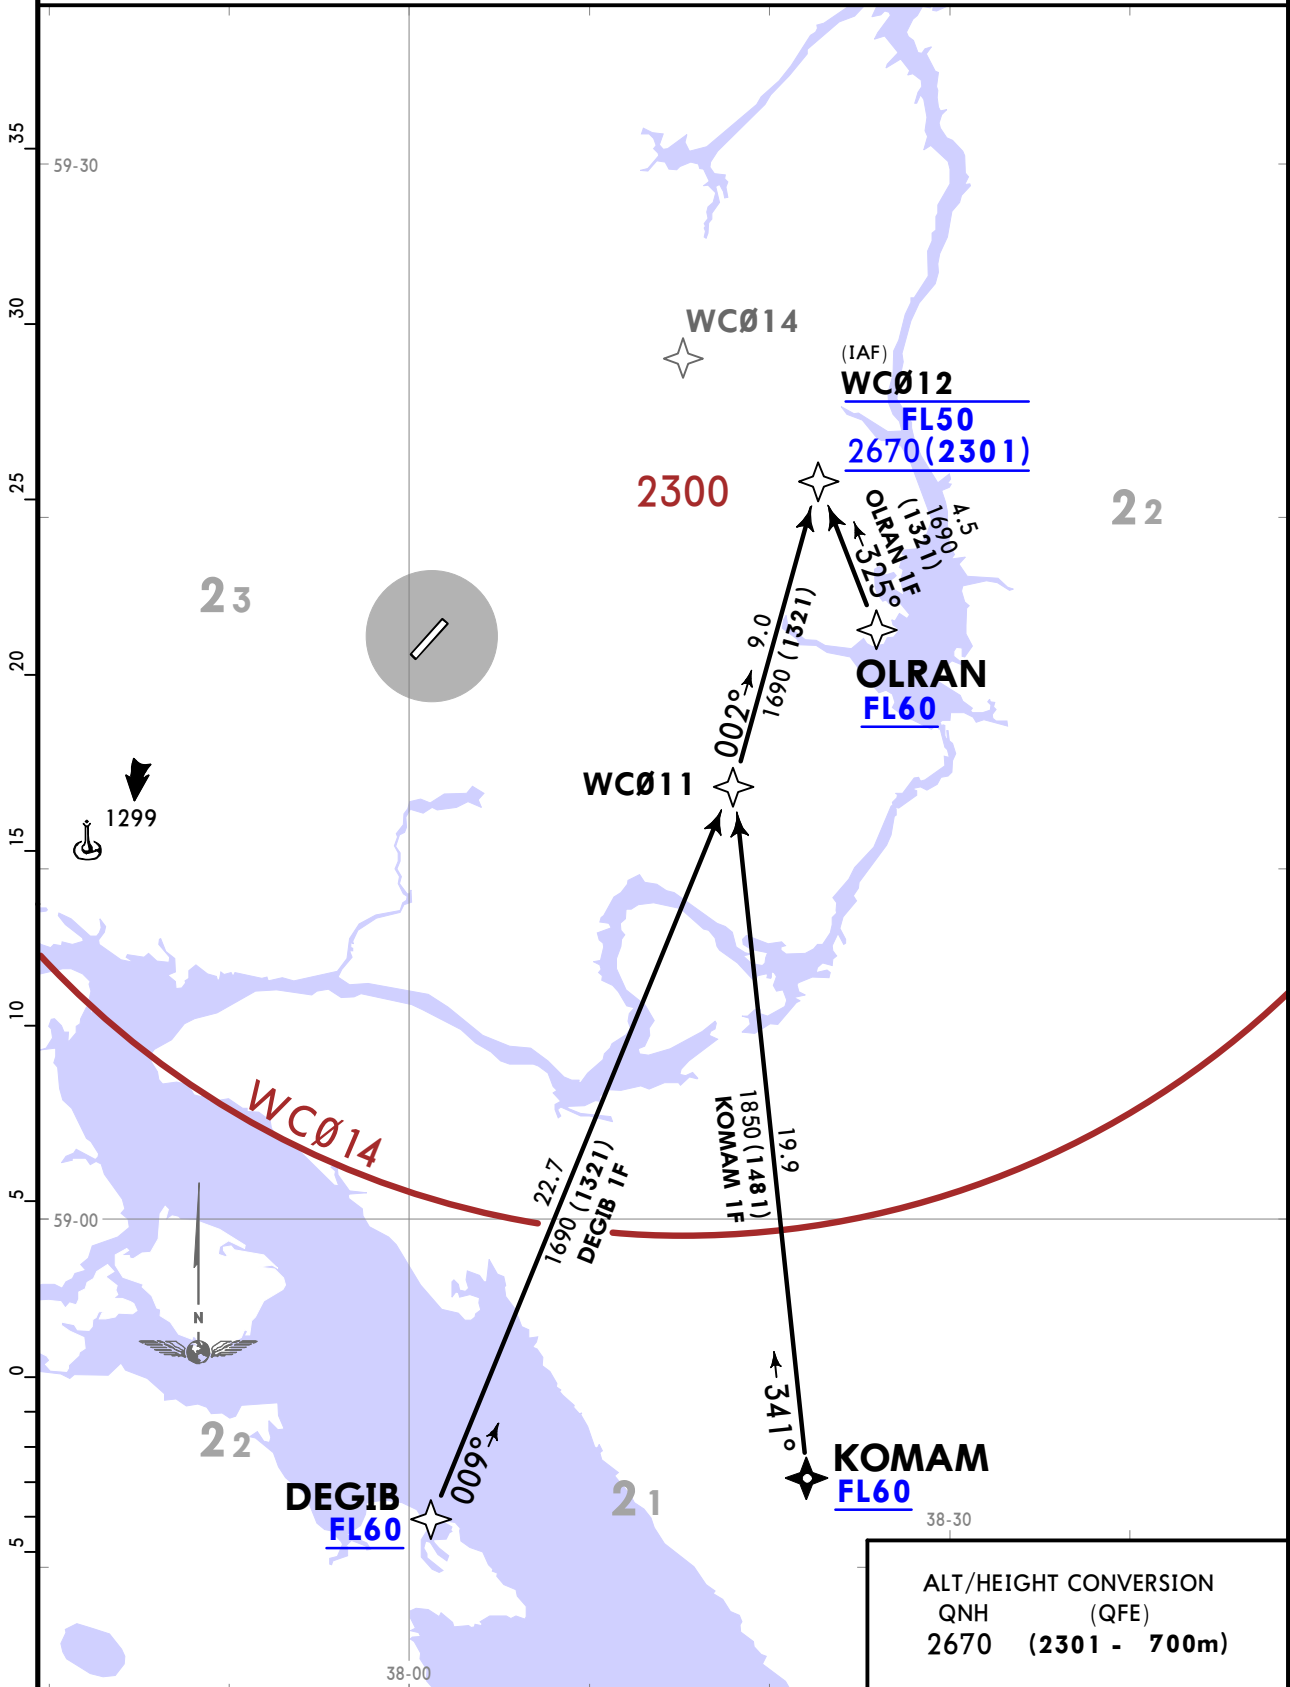 35
59-30
30
WCØ14
(IAF)
WCØ12
FL50
2670(2301)
25
2300
22
OLRAN 1F
(1321)
1690
4.5
325°
23
9.0
1690 (1321)
002°
20
OLRAN
FL60
WCØ11
1299
15
10
WCØ14
22.7
1690 (1321)
DEGIB 1F
19.9
1850 (1481)
KOMAM 1F
5
59-00
N
0
22
009°
341°
KOMAM
FL60
21
DEGIB
FL60
38-30
5
ALT/HEIGHT CONVERSION
QNH (QFE)
2670 (2301 - 700m)
38-00